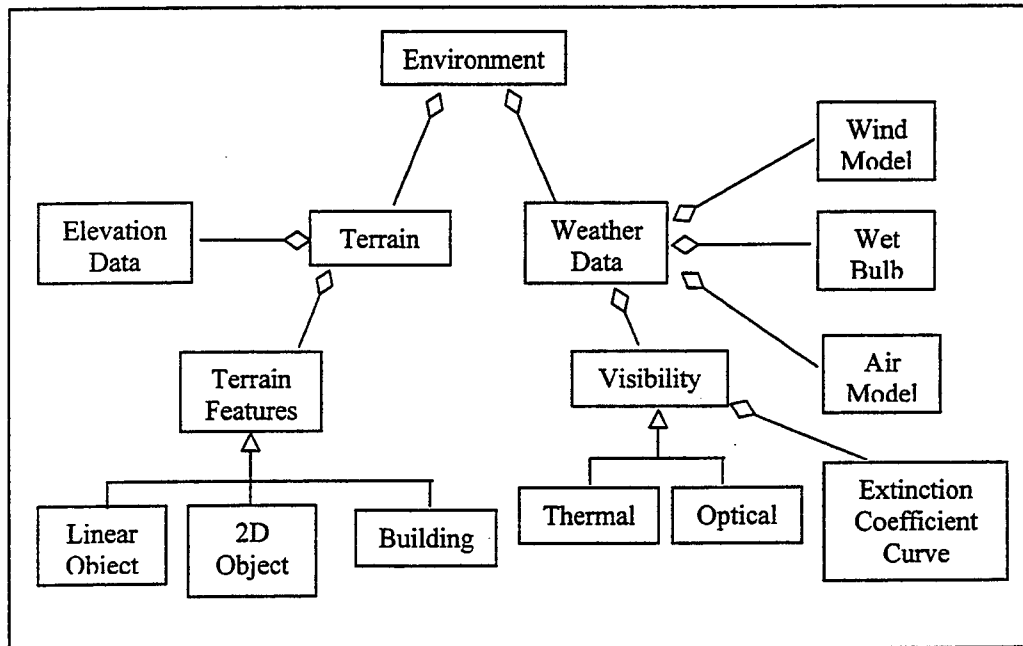 Environment
Wind
Model
Elevation
Data
Terrain
Weather
Data
Wet
Bulb
Terrain
Features
Visibility
Air
Model
Linear
Object
2D
Object
Building
Thermal
Optical
Extinction
Coefficient
Curve